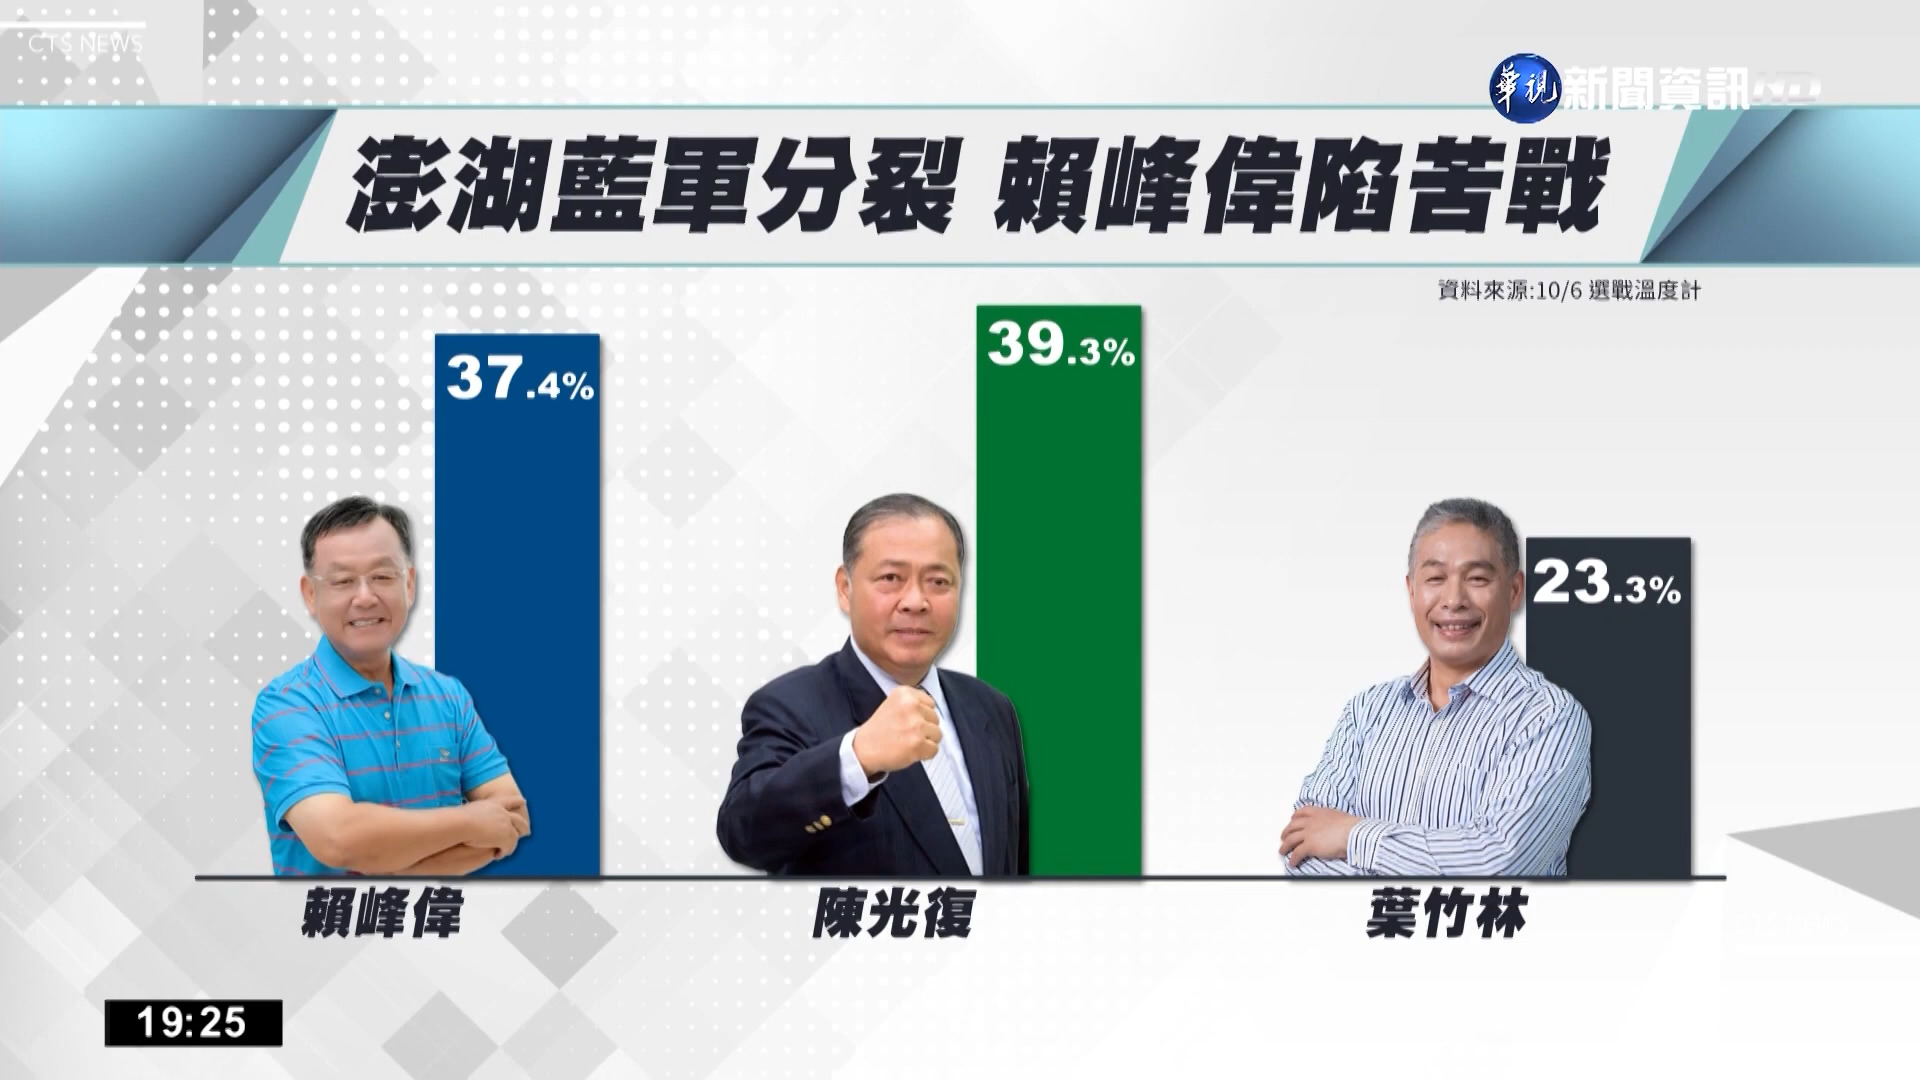 CTS NEWS
華視 新聞資訊 HD
澎湖藍軍分裂 賴峰偉陷苦戰
資料來源:10/6 選戰溫度計
37.4%
39.3%
23.3%
賴峰偉
陳光復
葉竹林
19:25